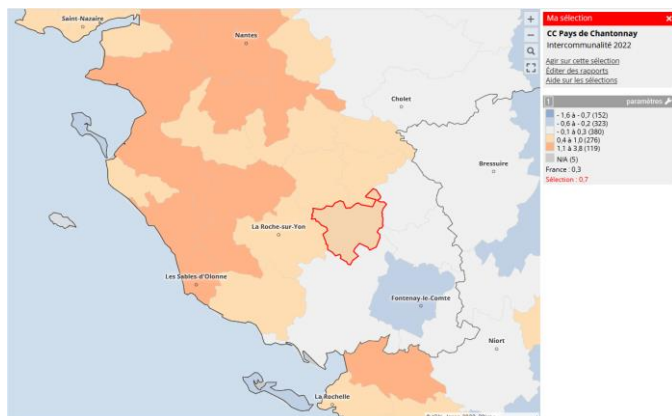 Saint-Nazaire
Nantes
Cholet
Bressuire
La Roche-sur-Yon
Les Sables-d'Olonne
Fontenay-le-Comte
Niort
La Rochelle
+
−
Ma sélection
×
CC Pays de Chantonnay
Intercommunalité 2022
Agir sur cette sélection
Éditer des rapports
Aide sur les sélections
1 paramètres
- 1,6 à - 0,7 (152)
- 0,6 à - 0,2 (323)
- 0,1 à 0,3 (380)
0,4 à 1,0 (276)
1,1 à 3,8 (119)
N/A (5)
France : 0,3
Sélection : 0,7